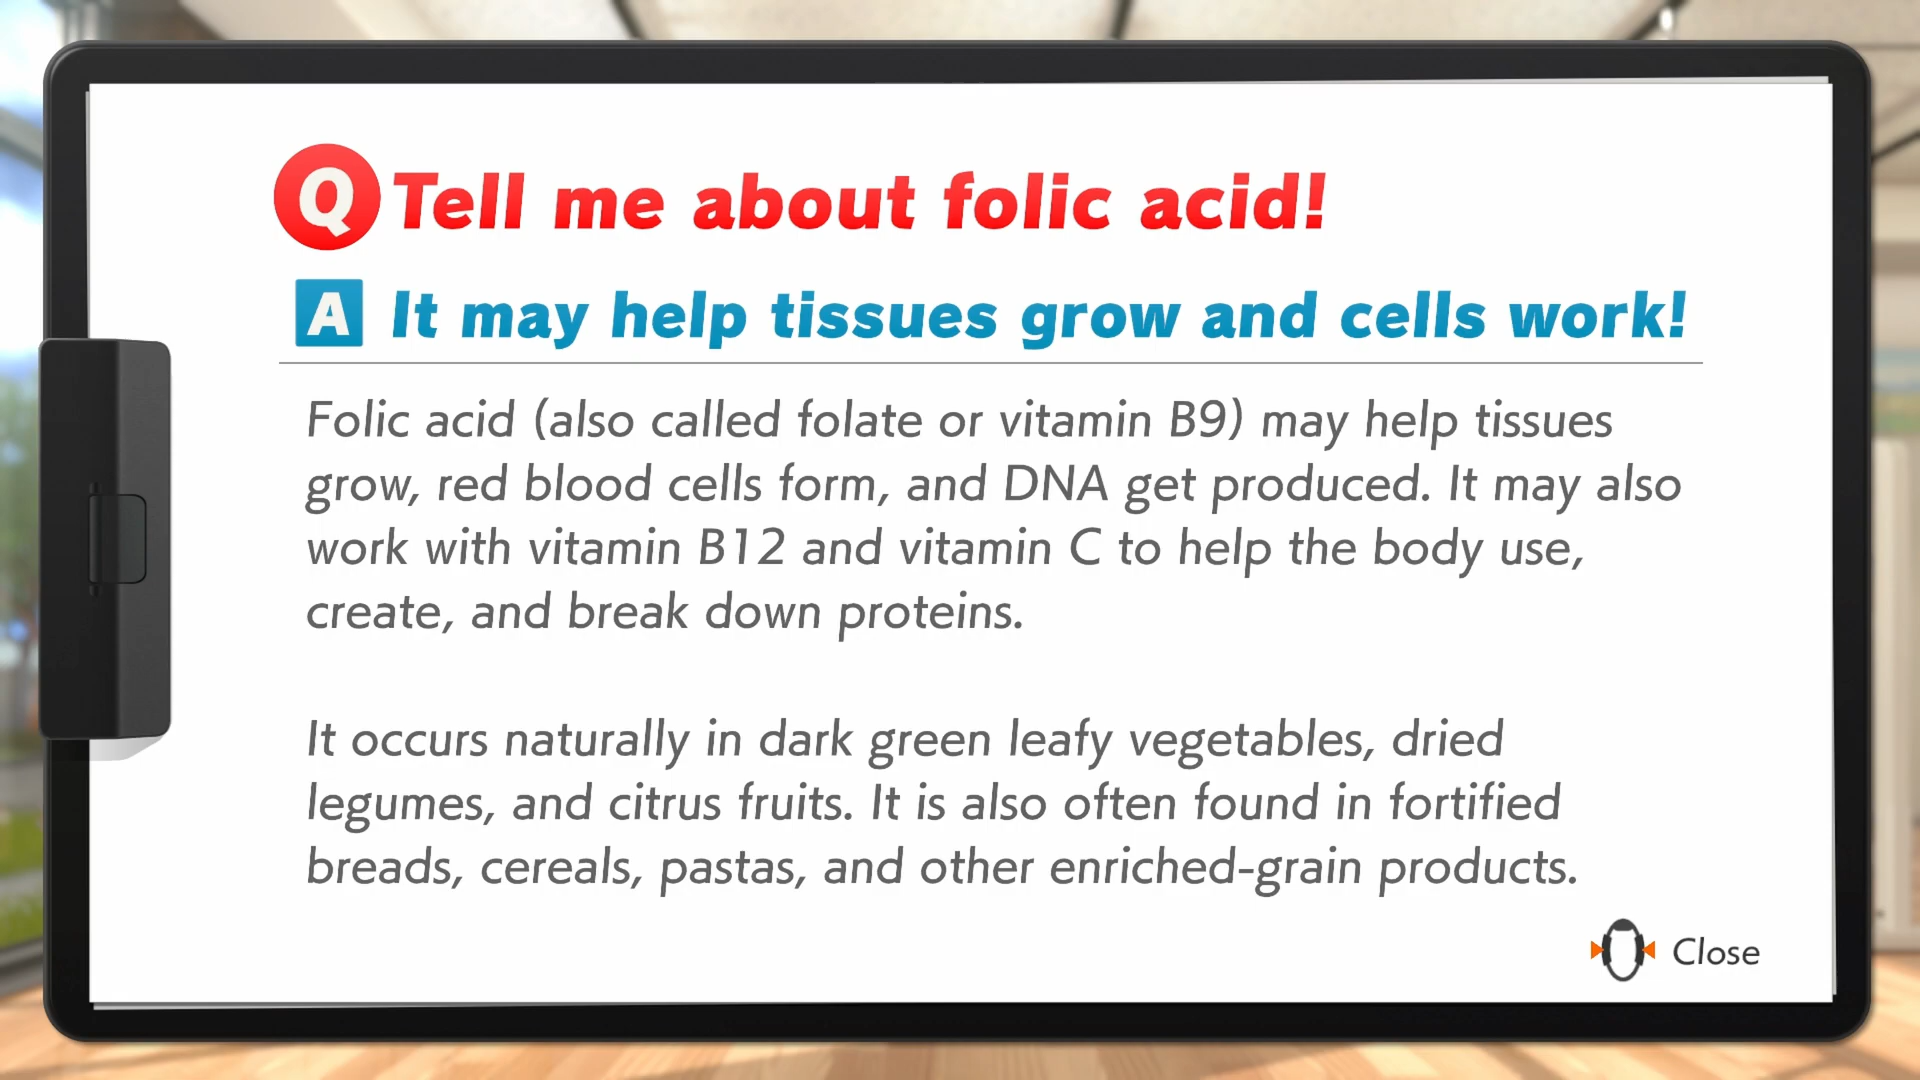 Q Tell me about folic acid!
A It may help tissues grow and cells work!
Folic acid (also called folate or vitamin B9) may help tissues
grow, red blood cells form, and DNA get produced. It may also
work with vitamin B12 and vitamin C to help the body use,
create, and break down proteins.
It occurs naturally in dark green leafy vegetables, dried
legumes, and citrus fruits. It is also often found in fortified
breads, cereals, pastas, and other enriched-grain products.
Close